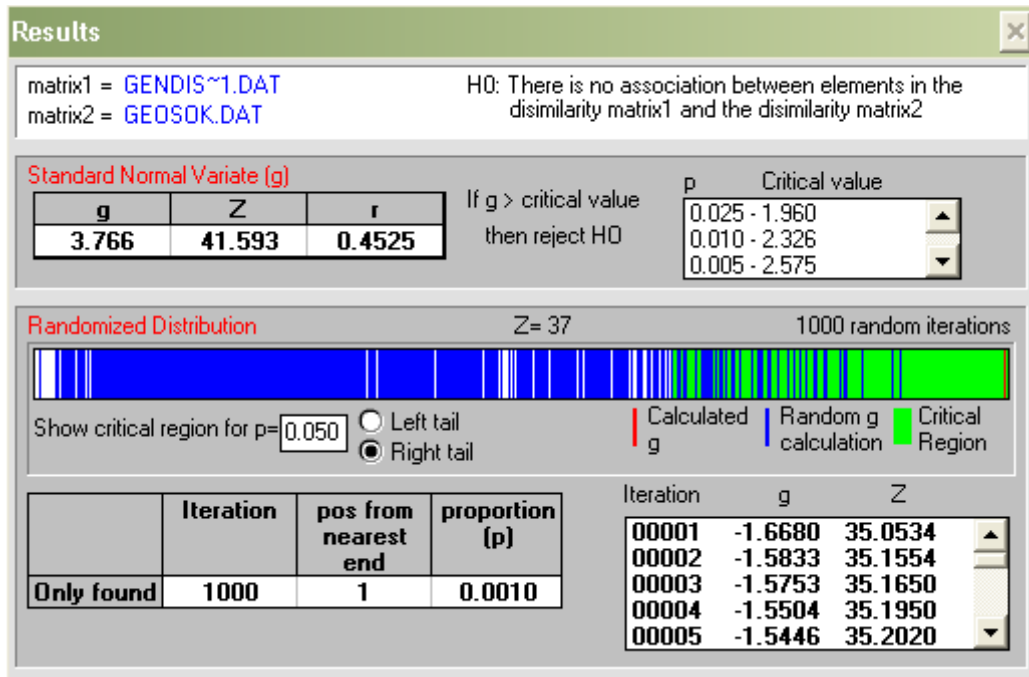 Results
matrix1 = GENDIS~1.DAT
matrix2 = GEOSOK.DAT
H0: There is no association between elements in the
disimilarity matrix1 and the disimilarity matrix2
Standard Normal Variate (g)
g Z r
3.766 41.593 0.4525
If g > critical value
then reject H0
p Critical value
0.025 - 1.960
0.010 - 2.326
0.005 - 2.575
Randomized Distribution Z= 37 1000 random iterations
Show critical region for p= 0.050
Left tail
Right tail
Calculated
g
Random g
calculation
Critical
Region
Iteration pos from
nearest
end proportion
(p)
Only found 1000 1 0.0010
Iteration g Z
00001 -1.6680 35.0534
00002 -1.5833 35.1554
00003 -1.5753 35.1650
00004 -1.5504 35.1950
00005 -1.5446 35.2020